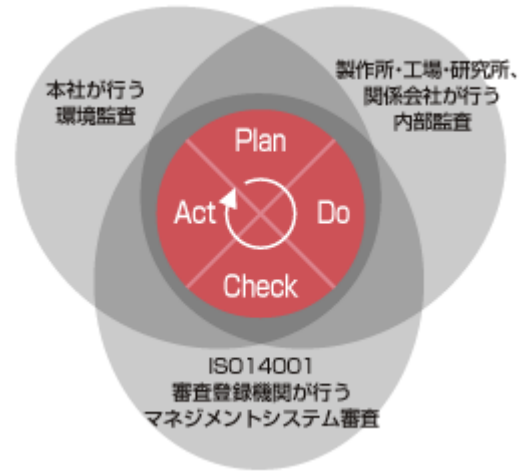 本社が行う
環境監査
製作所・工場・研究所、
関係会社が行う
内部監査
Plan
Act
Do
Check
ISO14001
審査登録機関が行う
マネジメントシステム審査